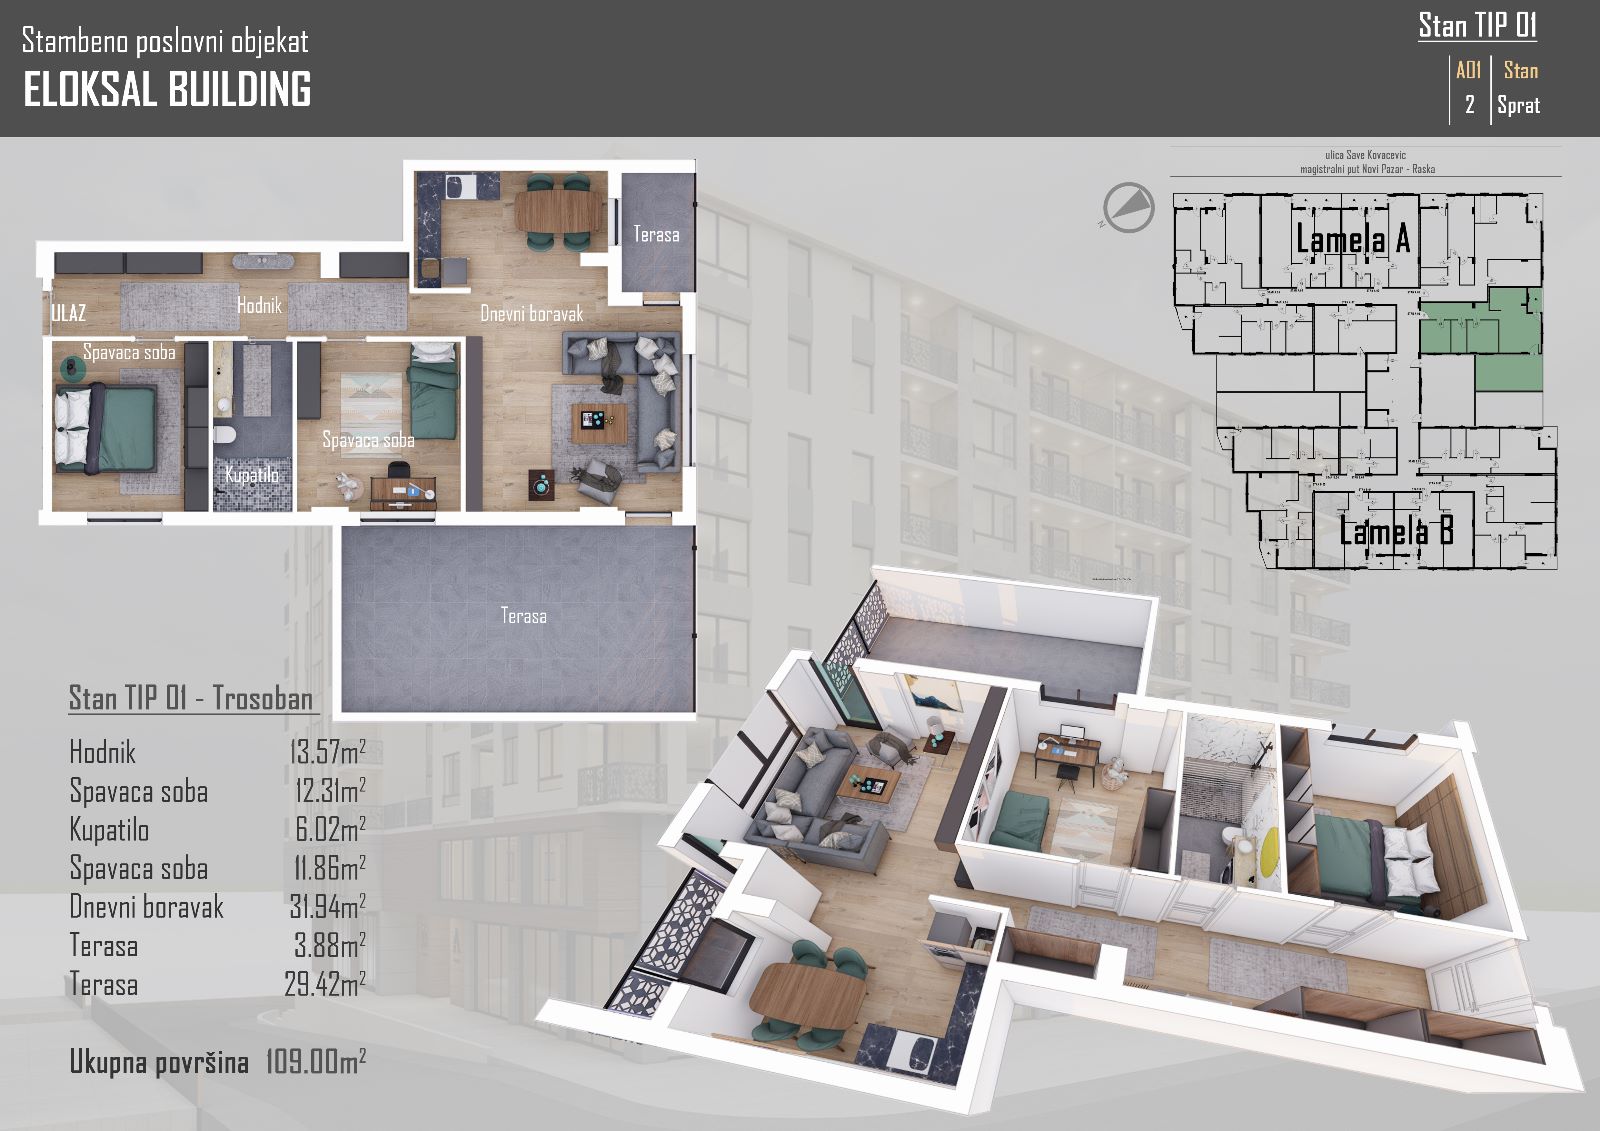 Stambeno poslovni objekat
ELOKSAL BUILDING
Stan TIP 01
A01 Stan
2 Sprat
ulica Save Kovacevic
magistralni put Novi Pazar - Raska
N
Lamela A
Lamela B
Terasa
ULAZ
Hodnik
Dnevni boravak
Spavaca soba
Spavaca soba
Kupatilo
Terasa
Stan TIP 01 - Trosoban
Hodnik 13.57m²
Spavaca soba 12.31m²
Kupatilo 6.02m²
Spavaca soba 11.86m²
Dnevni boravak 31.94m²
Terasa 3.88m²
Terasa 29.42m²
Ukupna površina 109.00m²